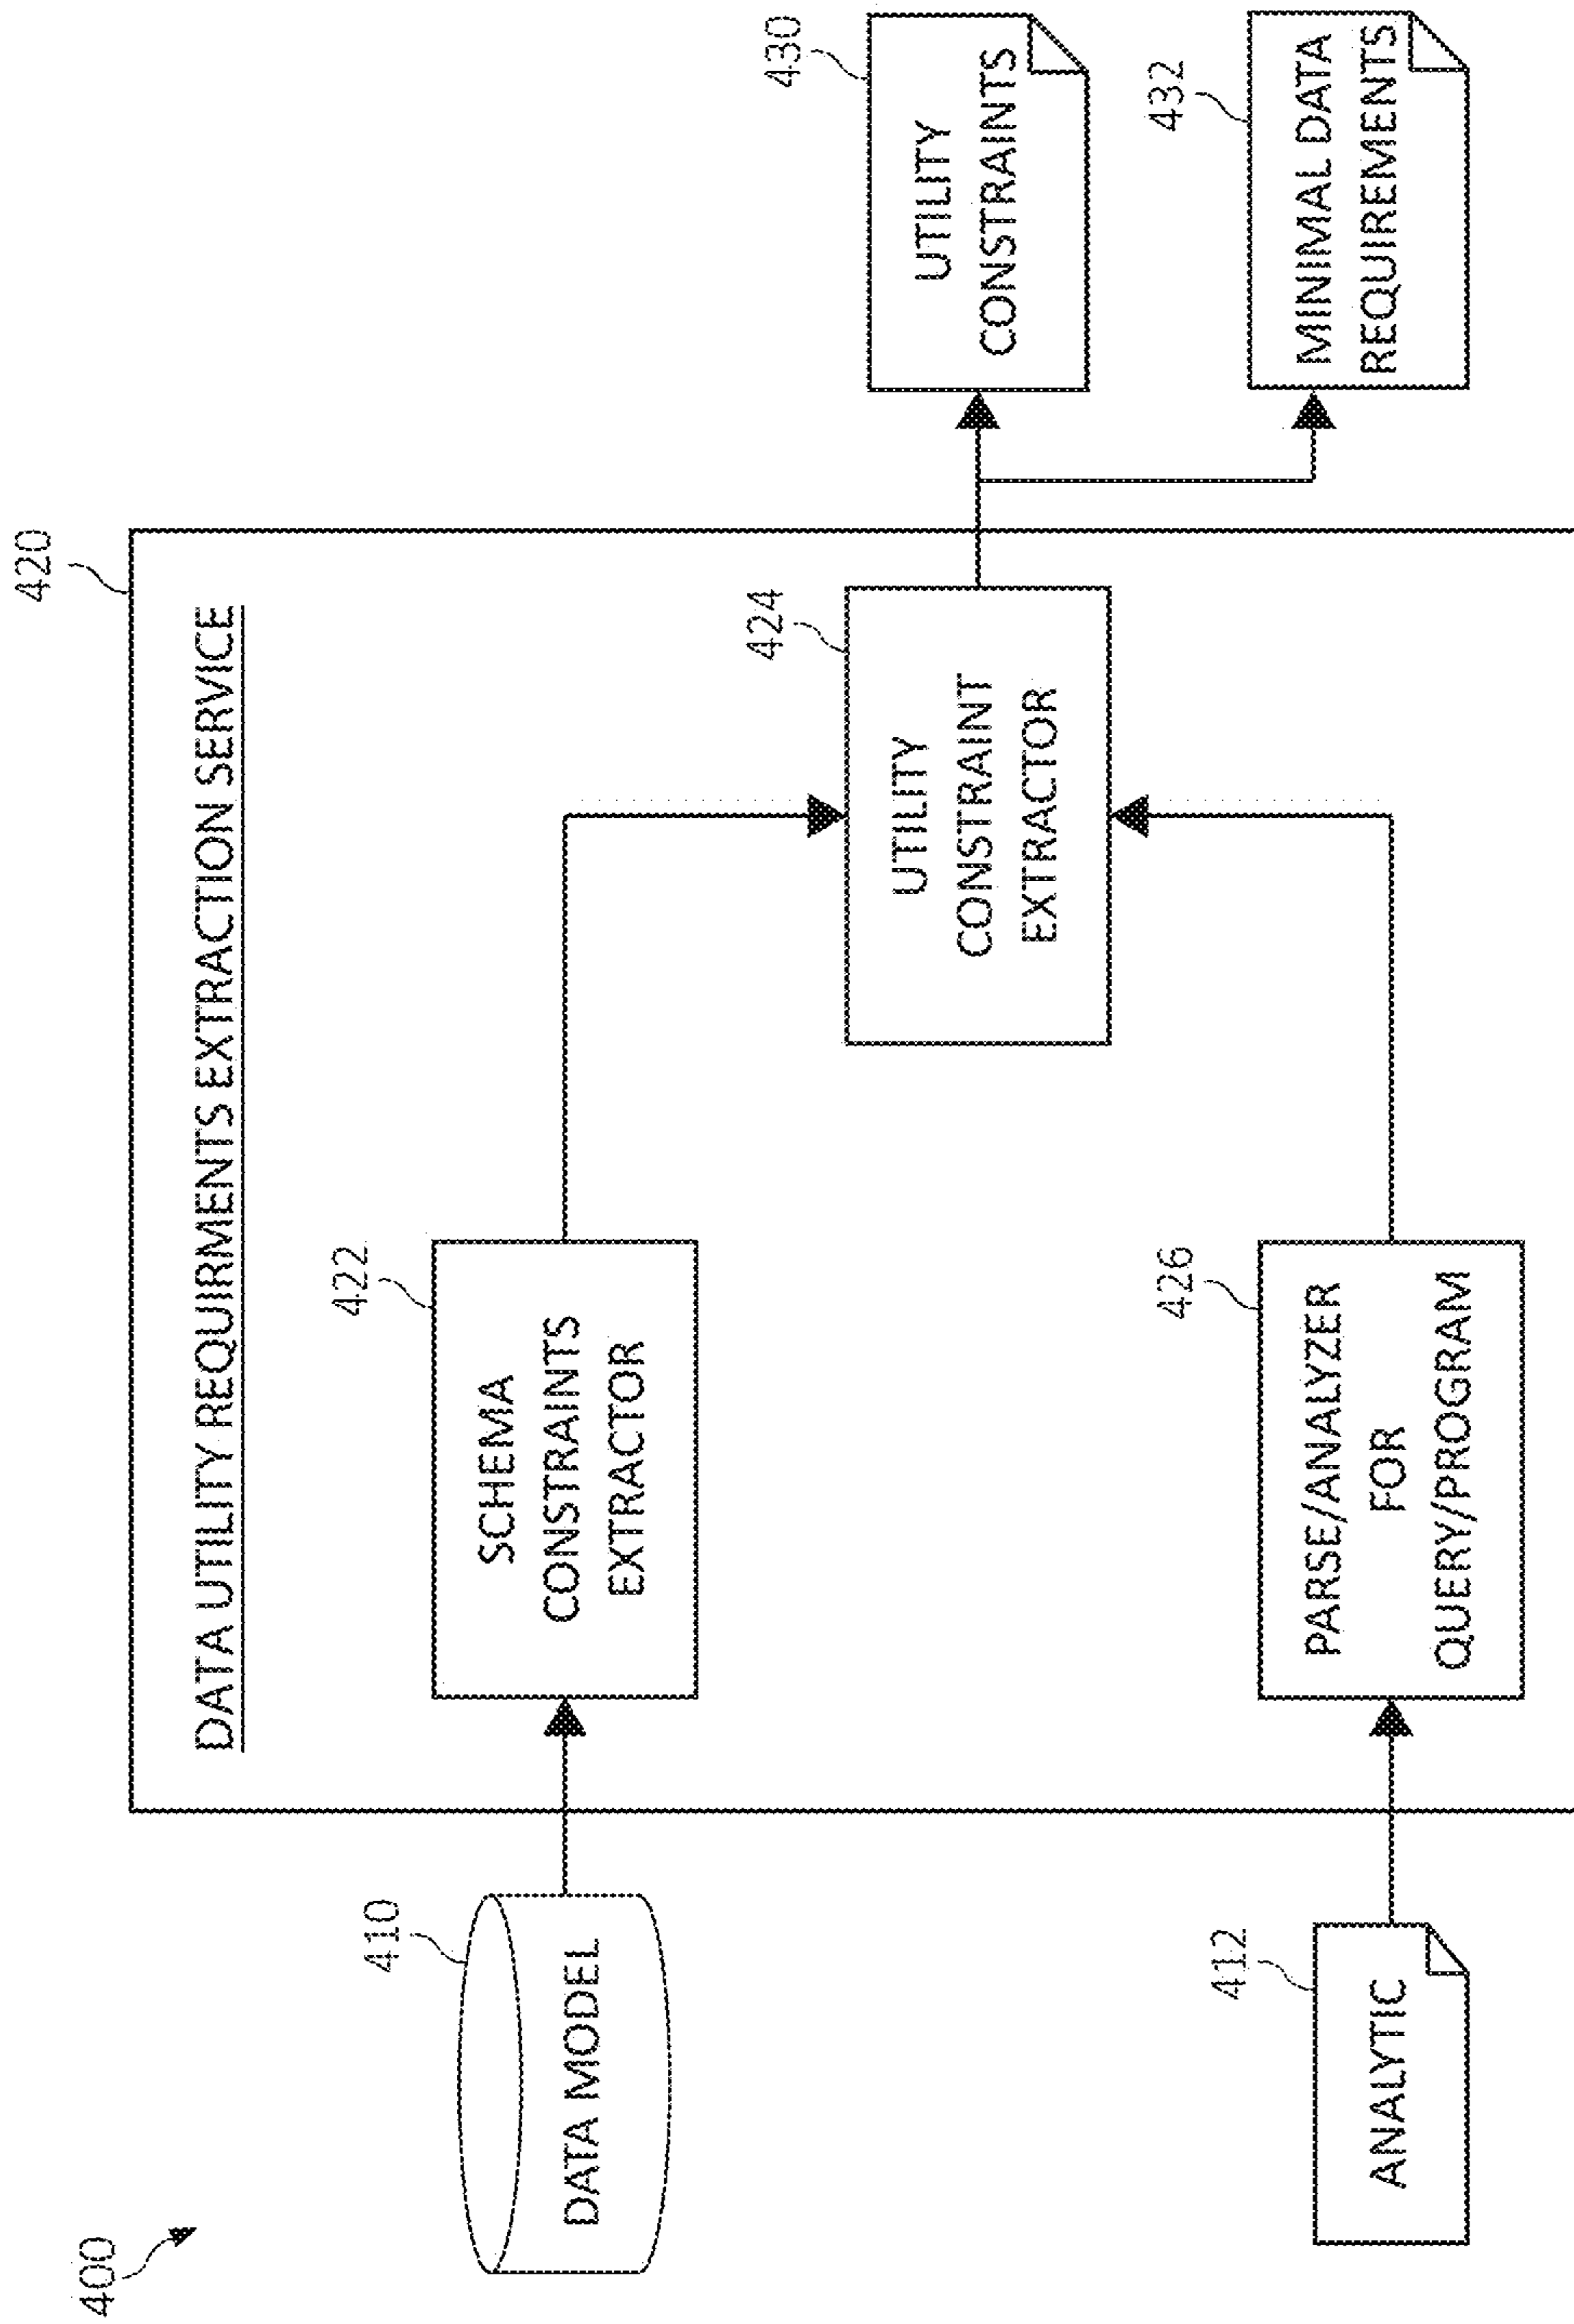 400
420
DATA UTILITY REQUIRMENTS EXTRACTION SERVICE
410
DATA MODEL
422
SCHEMA
CONSTRAINTS
EXTRACTOR
424
UTILITY
CONSTRAINT
EXTRACTOR
430
UTILITY
CONSTRAINTS
432
MINIMAL DATA
REQUIREMENTS
412
ANALYTIC
426
PARSE/ANALYZER
FOR
QUERY/PROGRAM